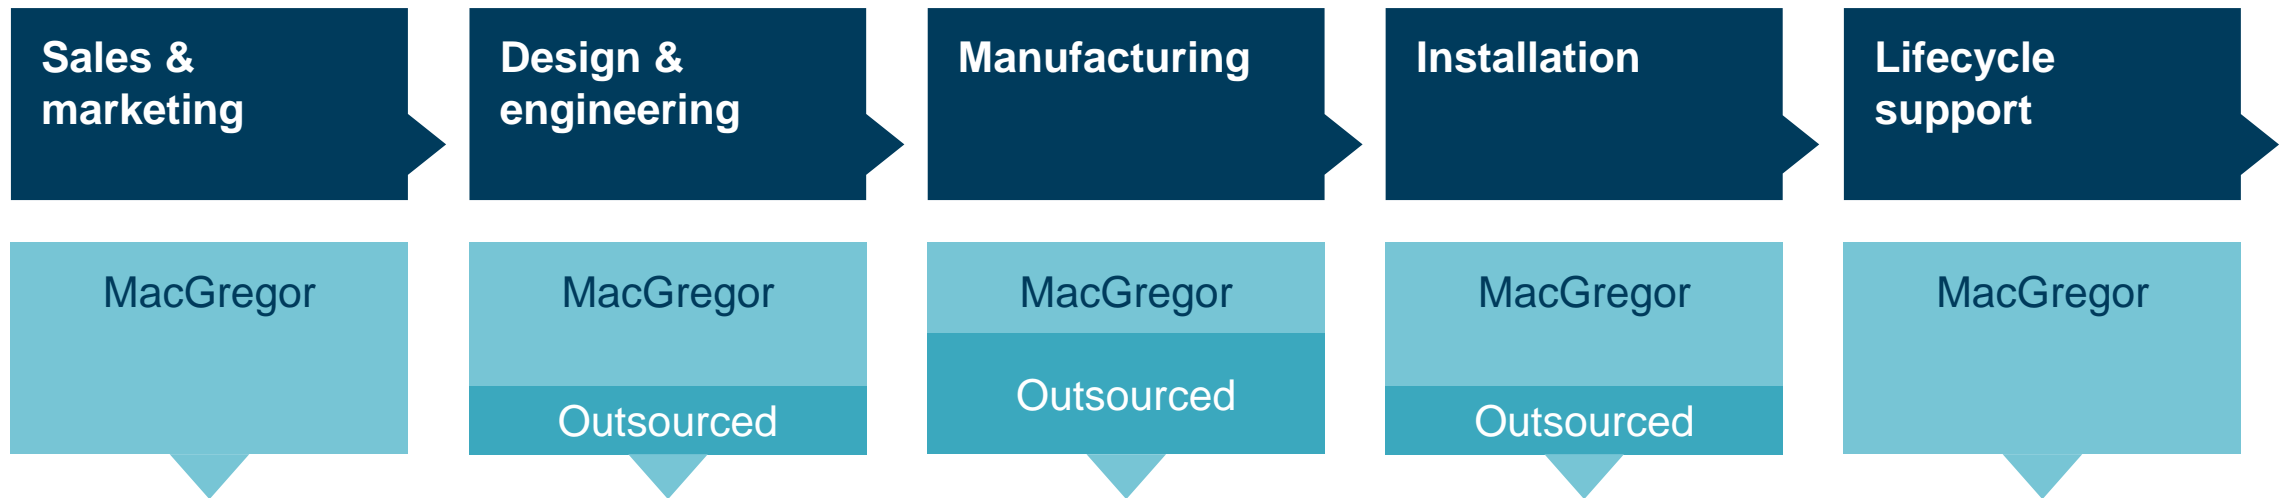 Sales &
marketing
Design &
engineering
Manufacturing
Installation
Lifecycle
support
MacGregor
MacGregor
Outsourced
MacGregor
Outsourced
MacGregor
Outsourced
MacGregor